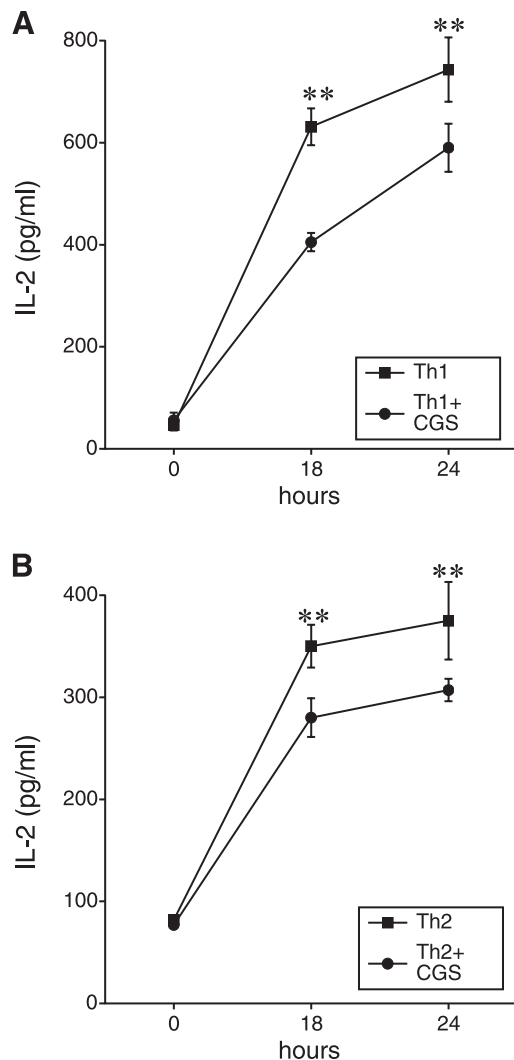 A
800
600
400
200
0
IL-2 (pg/ml)
**
**
Th1
Th1+
CGS
0 18 24
hours
B
400
300
200
100
0
IL-2 (pg/ml)
**
**
Th2
Th2+
CGS
0 18 24
hours